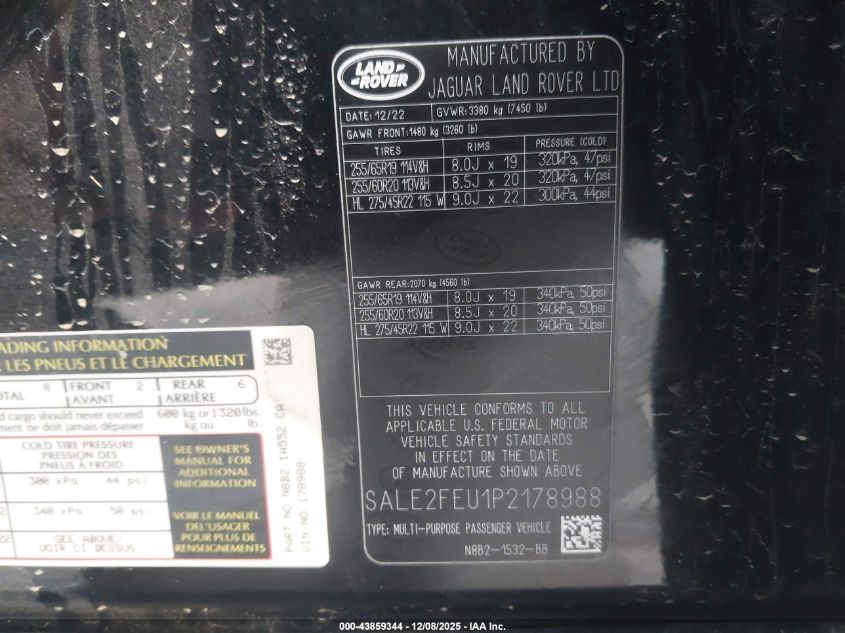 LAND ROVER
MANUFACTURED BY
JAGUAR LAND ROVER LTD
DATE: 12/22 GVWR: 3380 kg (7450 lb)
GAWR FRONT: 1480 kg (3260 lb)
TIRES RIMS PRESSURE (COLD)
255/65R19 114V&H 8.0J x 19 320kPa, 47psi
255/60R20 113V&H 8.5J x 20 320kPa, 47psi
HL 275/45R22 115 W 9.0J x 22 300kPa, 44psi
GAWR REAR: 2070 kg (4560 lb)
255/65R19 114V&H 8.0J x 19 340kPa, 50psi
255/60R20 113V&H 8.5J x 20 340kPa, 50psi
HL 275/45R22 115 W 9.0J x 22 340kPa, 50psi
THIS VEHICLE CONFORMS TO ALL
APPLICABLE U.S. FEDERAL MOTOR
VEHICLE SAFETY STANDARDS
IN EFFECT ON THE DATE
OF MANUFACTURE SHOWN ABOVE
SALE2FEU1P2178988
TYPE: MULTI-PURPOSE PASSENGER VEHICLE
N8B2-1532-BB
ADING INFORMATION
LES PNEUS ET LE CHARGEMENT
OTAL 8 FRONT 2 REAR 6
AVANT ARRIÈRE
d cargo should never exceed 600 kg or 1320 lbs.
ment ne doit jamais dépasser kg ou lb.
COLD TIRE PRESSURE
PRESSION DES
PNEUS À FROID
300 kPa 44 psi
340 kPa 50 psi
22 SEE ABOVE/
VOIR CI DESSUS
SEE OWNER'S
MANUAL FOR
ADDITIONAL
INFORMATION
VOIR LE MANUEL
DE L'USAGER
POUR PLUS DE
RENSEIGNEMENTS
PART NO N8B2 1A552 CA
VIN NO 178988
000-43859344 - 12/08/2025 - IAA Inc.